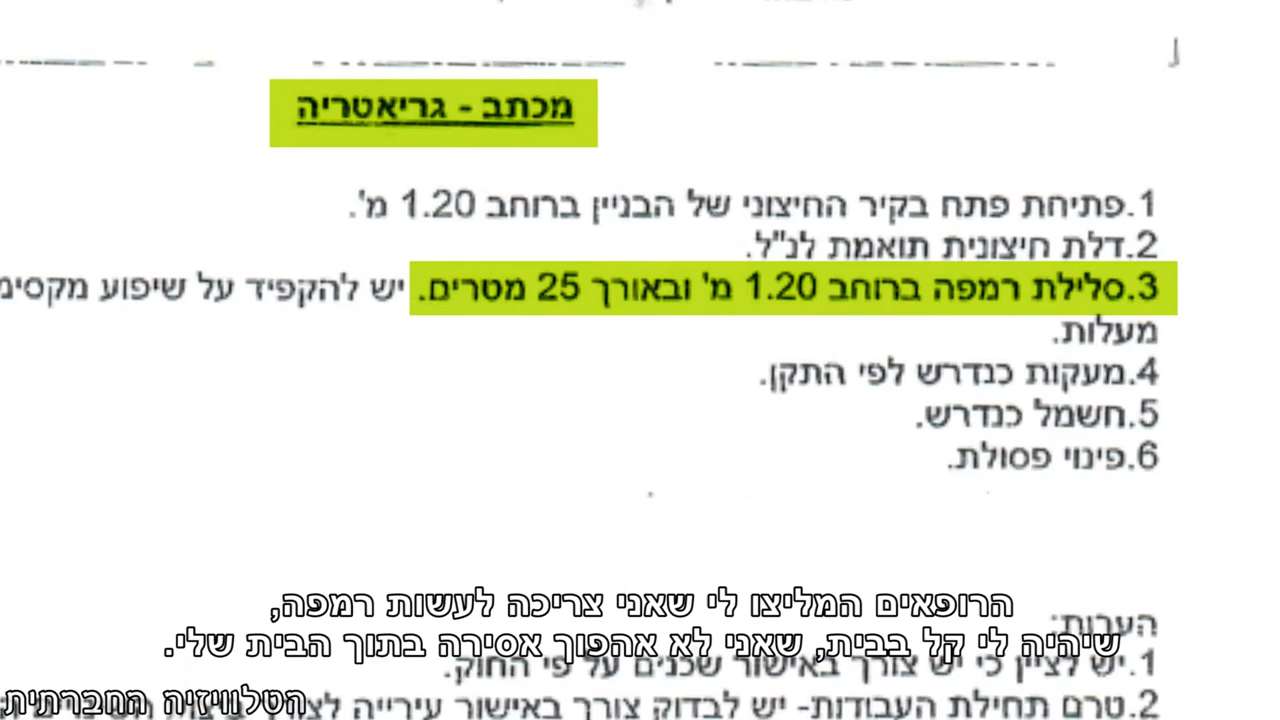 מכתב - גריאטריה
1.פתיחת פתח בקיר החיצוני של הבניין ברוחב 1.20 מ'.
2.דלת חיצונית תואמת לנ"ל.
3.סלילת רמפה ברוחב 1.20 מ' ובאורך 25 מטרים. יש להקפיד על שיפוע
מעלות.
4.מעקות כנדרש לפי התקן.
5.חשמל כנדרש.
6.פינוי פסולת.
הרופאים המליצו לי שאני צריכה לעשות רמפה,
הערות:
שיהיה לי קל בבית, שאני לא אהפוך אסירה בתוך הבית שלי.
1.יש לציין כי יש צורך באישור שכנים על פי החוק.
הטלוויזיה החברתית
2.טרם תחילת העבודות- יש לבדוק צורך באישור עירייה